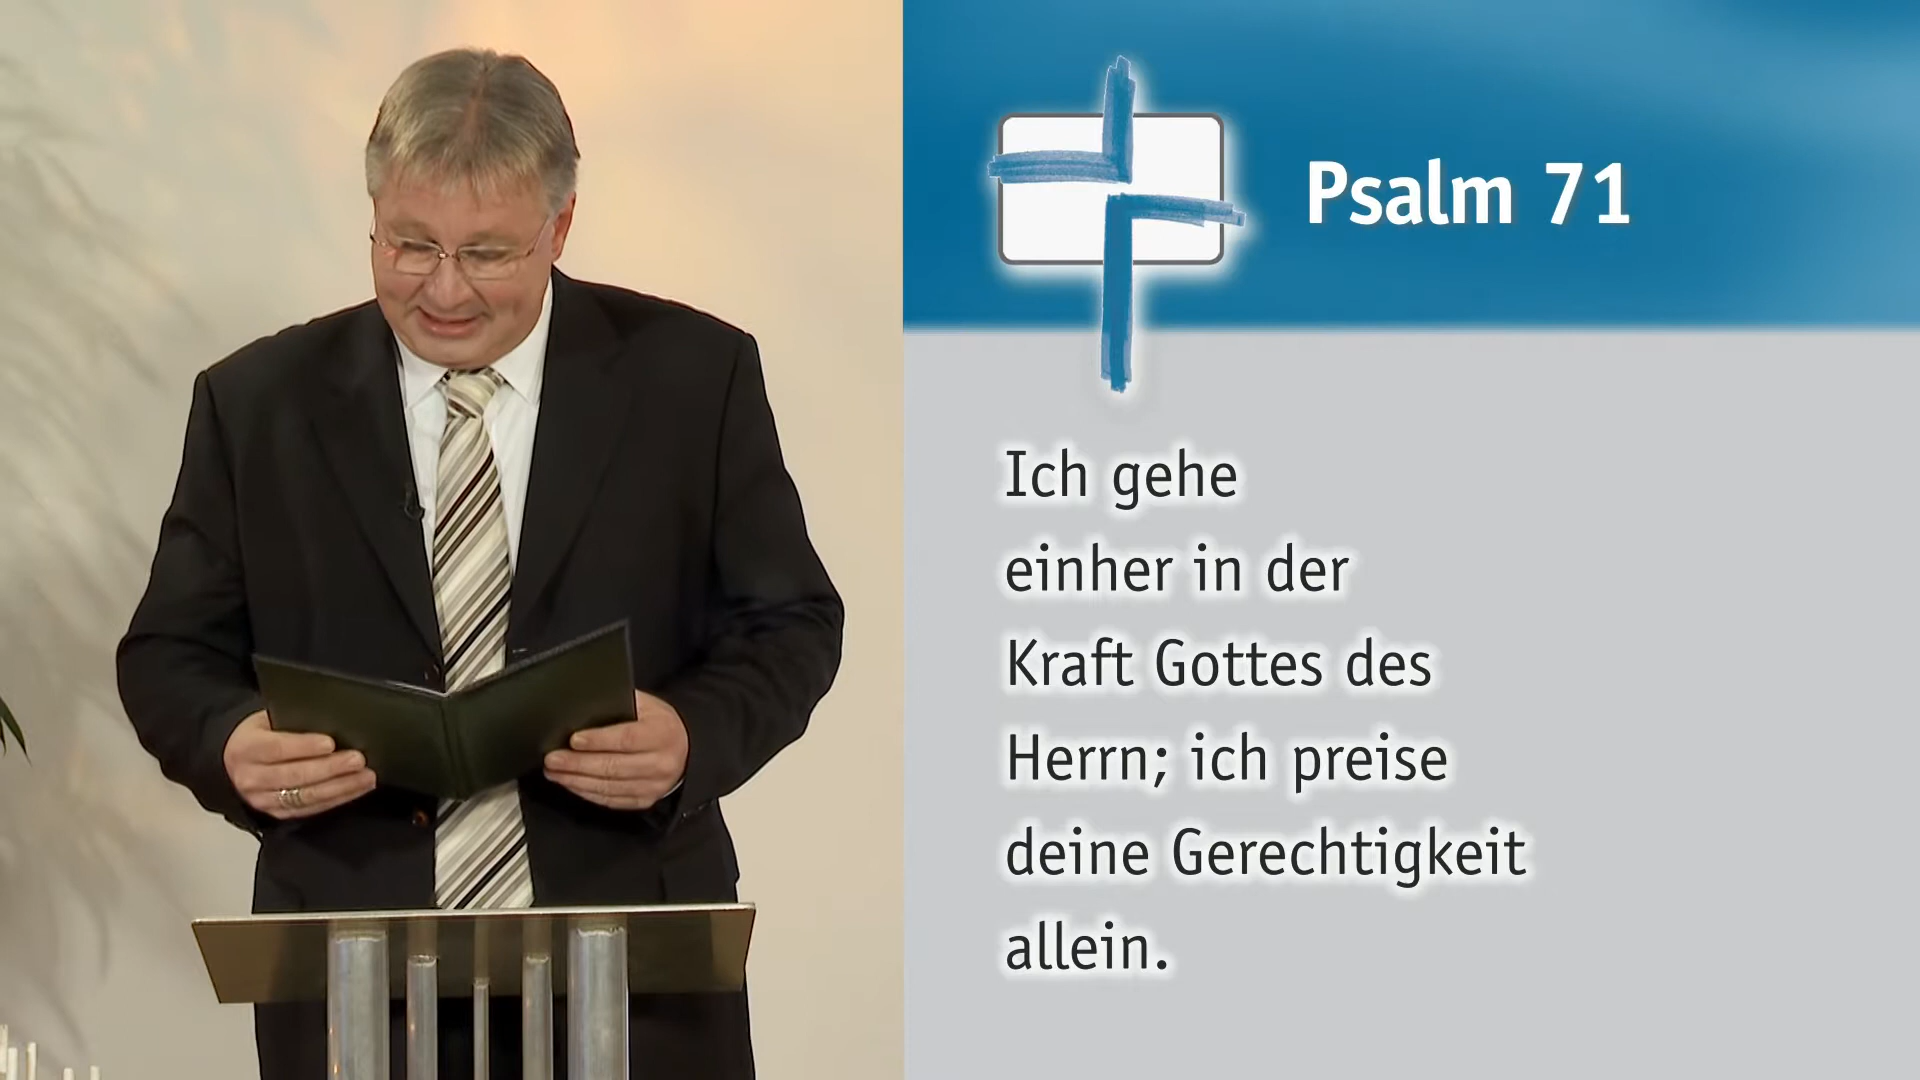 Psalm 71
Ich gehe
einher in der
Kraft Gottes des
Herrn; ich preise
deine Gerechtigkeit
allein.